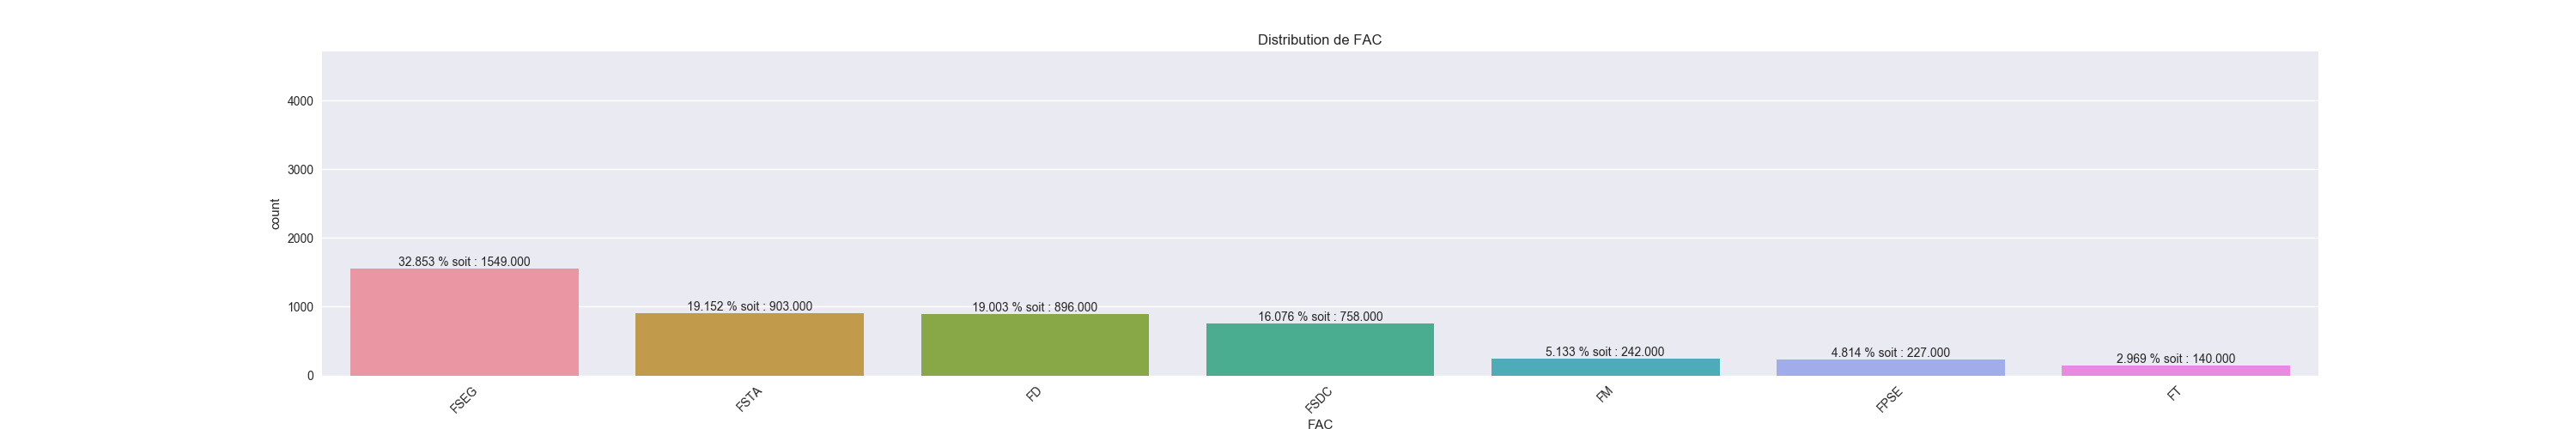 Distribution de FAC
4000
3000
2000
1000
0
count
32.853 % soit : 1549.000
19.152 % soit : 903.000
19.003 % soit : 896.000
16.076 % soit : 758.000
5.133 % soit : 242.000
4.814 % soit : 227.000
2.969 % soit : 140.000
FSEG
FSTA
FD
FSDC
FM
FPSE
FT
FAC